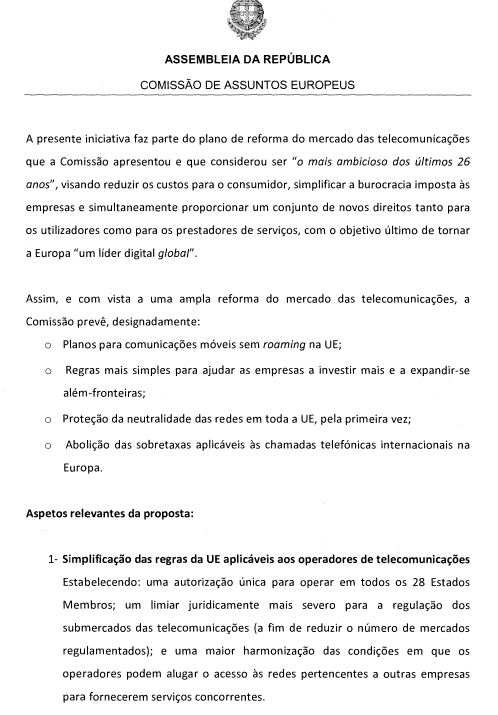 ASSEMBLEIA DA REPÚBLICA
COMISSÃO DE ASSUNTOS EUROPEUS
A presente iniciativa faz parte do plano de reforma do mercado das telecomunicações
que a Comissão apresentou e que considerou ser "o mais ambicioso dos últimos 26
anos", visando reduzir os custos para o consumidor, simplificar a burocracia imposta às
empresas e simultaneamente proporcionar um conjunto de novos direitos tanto para
os utilizadores como para os prestadores de serviços, com o objetivo último de tornar
a Europa "um líder digital global".
Assim, e com vista a uma ampla reforma do mercado das telecomunicações, a
Comissão prevê, designadamente:
o Planos para comunicações móveis sem roaming na UE;
o Regras mais simples para ajudar as empresas a investir mais e a expandir-se
além-fronteiras;
o Proteção da neutralidade das redes em toda a UE, pela primeira vez;
o Abolição das sobretaxas aplicáveis às chamadas telefónicas internacionais na
Europa.
Aspetos relevantes da proposta:
1- Simplificação das regras da UE aplicáveis aos operadores de telecomunicações
Estabelecendo: uma autorização única para operar em todos os 28 Estados
Membros; um limiar juridicamente mais severo para a regulação dos
submercados das telecomunicações (a fim de reduzir o número de mercados
regulamentados); e uma maior harmonização das condições em que os
operadores podem alugar o acesso às redes pertencentes a outras empresas
para fornecerem serviços concorrentes.